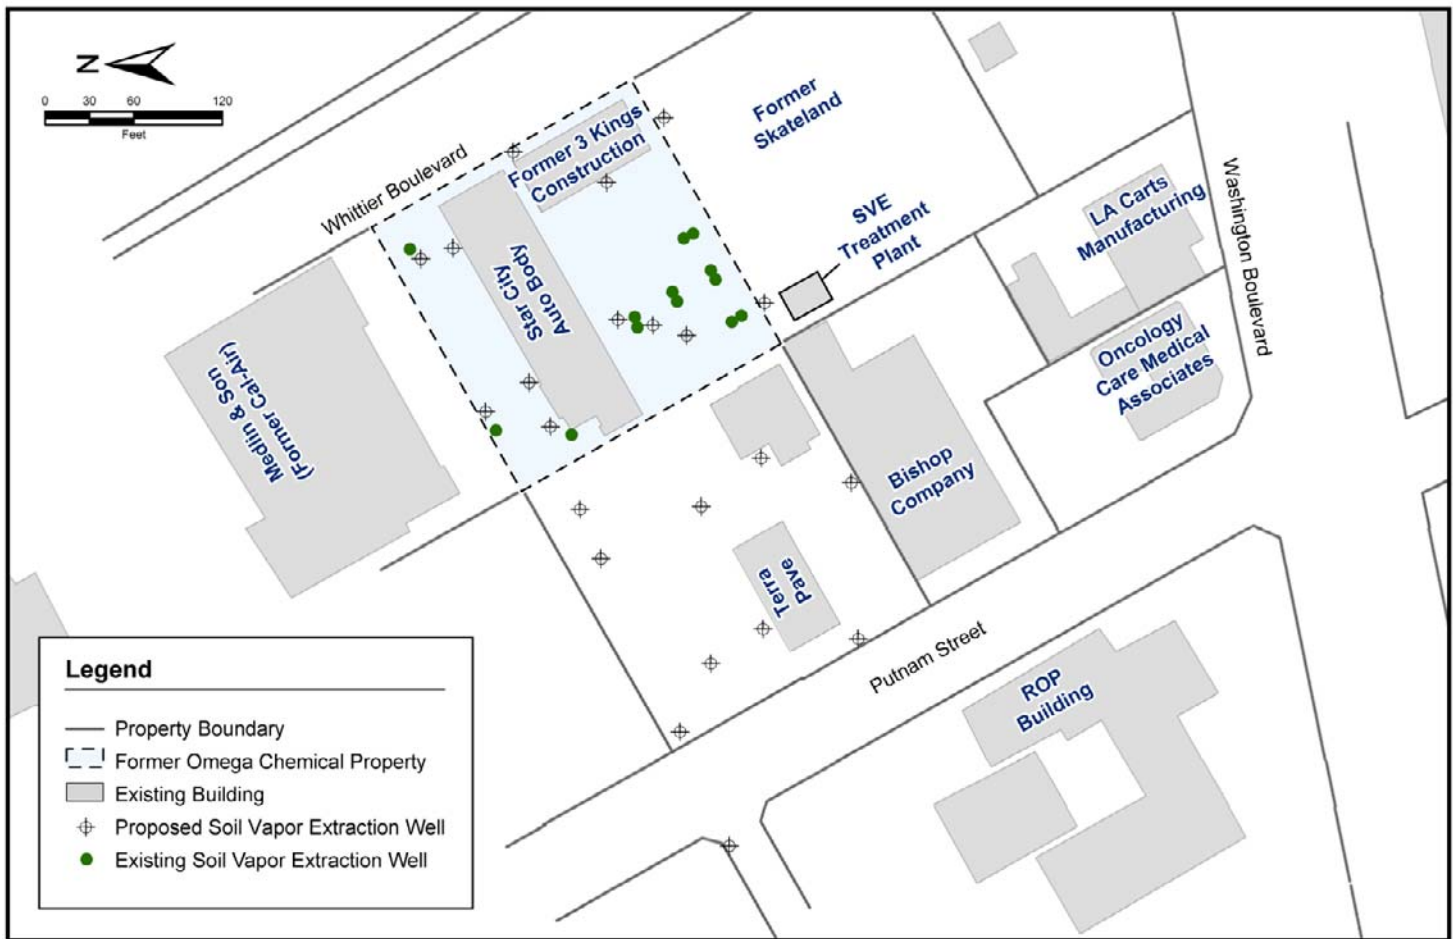 N
0 30 60 120
Feet
Whittier Boulevard
Former 3 Kings
Construction
Former
Skateland
Star City
Auto Body
SVE
Treatment
Plant
LA Carts
Manufacturing
Washington Boulevard
Medlin & Son
(Former Cal-Air)
Oncology
Care Medical
Associates
Bishop
Company
Terra
Pave
Putnam Street
ROP
Building
Legend
Property Boundary
Former Omega Chemical Property
Existing Building
Proposed Soil Vapor Extraction Well
Existing Soil Vapor Extraction Well